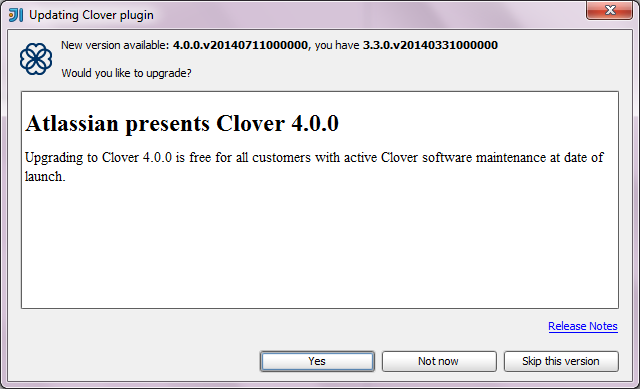 Updating Clover plugin
New version available: 4.0.0.v20140711000000, you have 3.3.0.v20140331000000
Would you like to upgrade?
Atlassian presents Clover 4.0.0
Upgrading to Clover 4.0.0 is free for all customers with active Clover software maintenance at date of
launch.
Release Notes
Yes
Not now
Skip this version